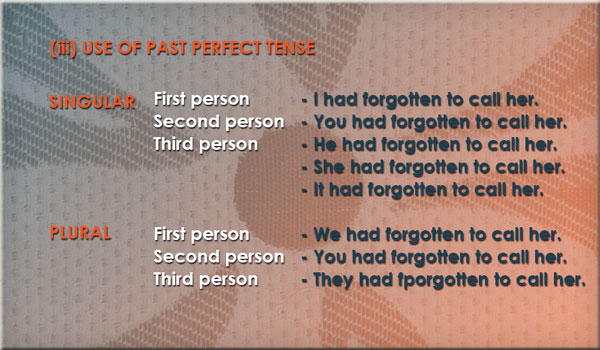 (iii) USE OF PAST PERFECT TENSE
SINGULAR First person - I had forgotten to call her.
Second person - You had forgotten to call her.
Third person - He had forgotten to call her.
- She had forgotten to call her.
- It had forgotten to call her.
PLURAL First person - We had forgotten to call her.
Second person - You had forgotten to call her.
Third person - They had fporgotten to call her.